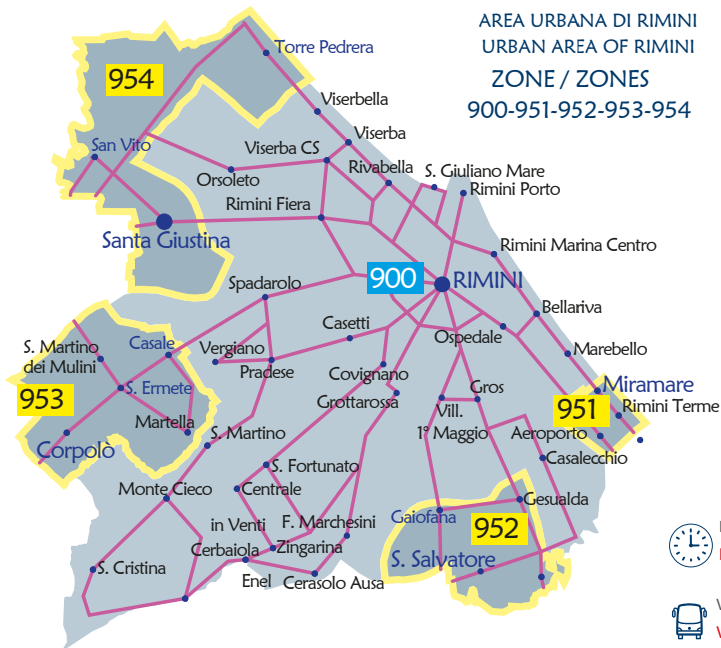 AREA URBANA DI RIMINI
URBAN AREA OF RIMINI
ZONE / ZONES
900-951-952-953-954
Torre Pedrera
954
Viserbella
Viserba
San Vito
Viserba CS
Rivabella
S. Giuliano Mare
Orsoleto
Rimini Porto
Rimini Fiera
Santa Giustina
Rimini Marina Centro
900
RIMINI
Spadarolo
Bellariva
Casetti
Ospedale
S. Martino
dei Mulini
Casale
Vergiano
Marebello
Pradese
Covignano
953
S. Ermete
Grottarossa
Gros
Miramare
951
Rimini Terme
Martella
Vill.
1° Maggio
S. Martino
Aeroporto
Corpolò
Casalecchio
S. Fortunato
Monte Cieco
Centrale
Gesualda
in Venti
F. Marchesini
Gaiofana
952
Cerbaiola
Zingarina
S. Salvatore
S. Cristina
Enel
Cerasolo Ausa